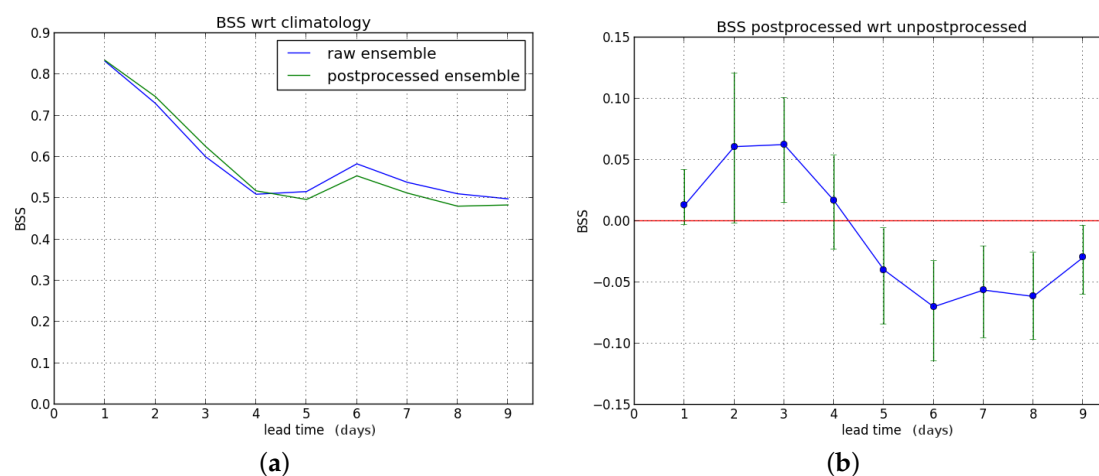 BSS wrt climatology
BSS
0.9
0.8
0.7
0.6
0.5
0.4
0.3
0.2
0.1
0.0
raw ensemble
postprocessed ensemble
0 1 2 3 4 5 6 7 8 9
lead time (days)
(a)
BSS postprocessed wrt unpostprocessed
BSS
0.15
0.10
0.05
0.00
−0.05
−0.10
−0.15
0 1 2 3 4 5 6 7 8 9
lead time (days)
(b)